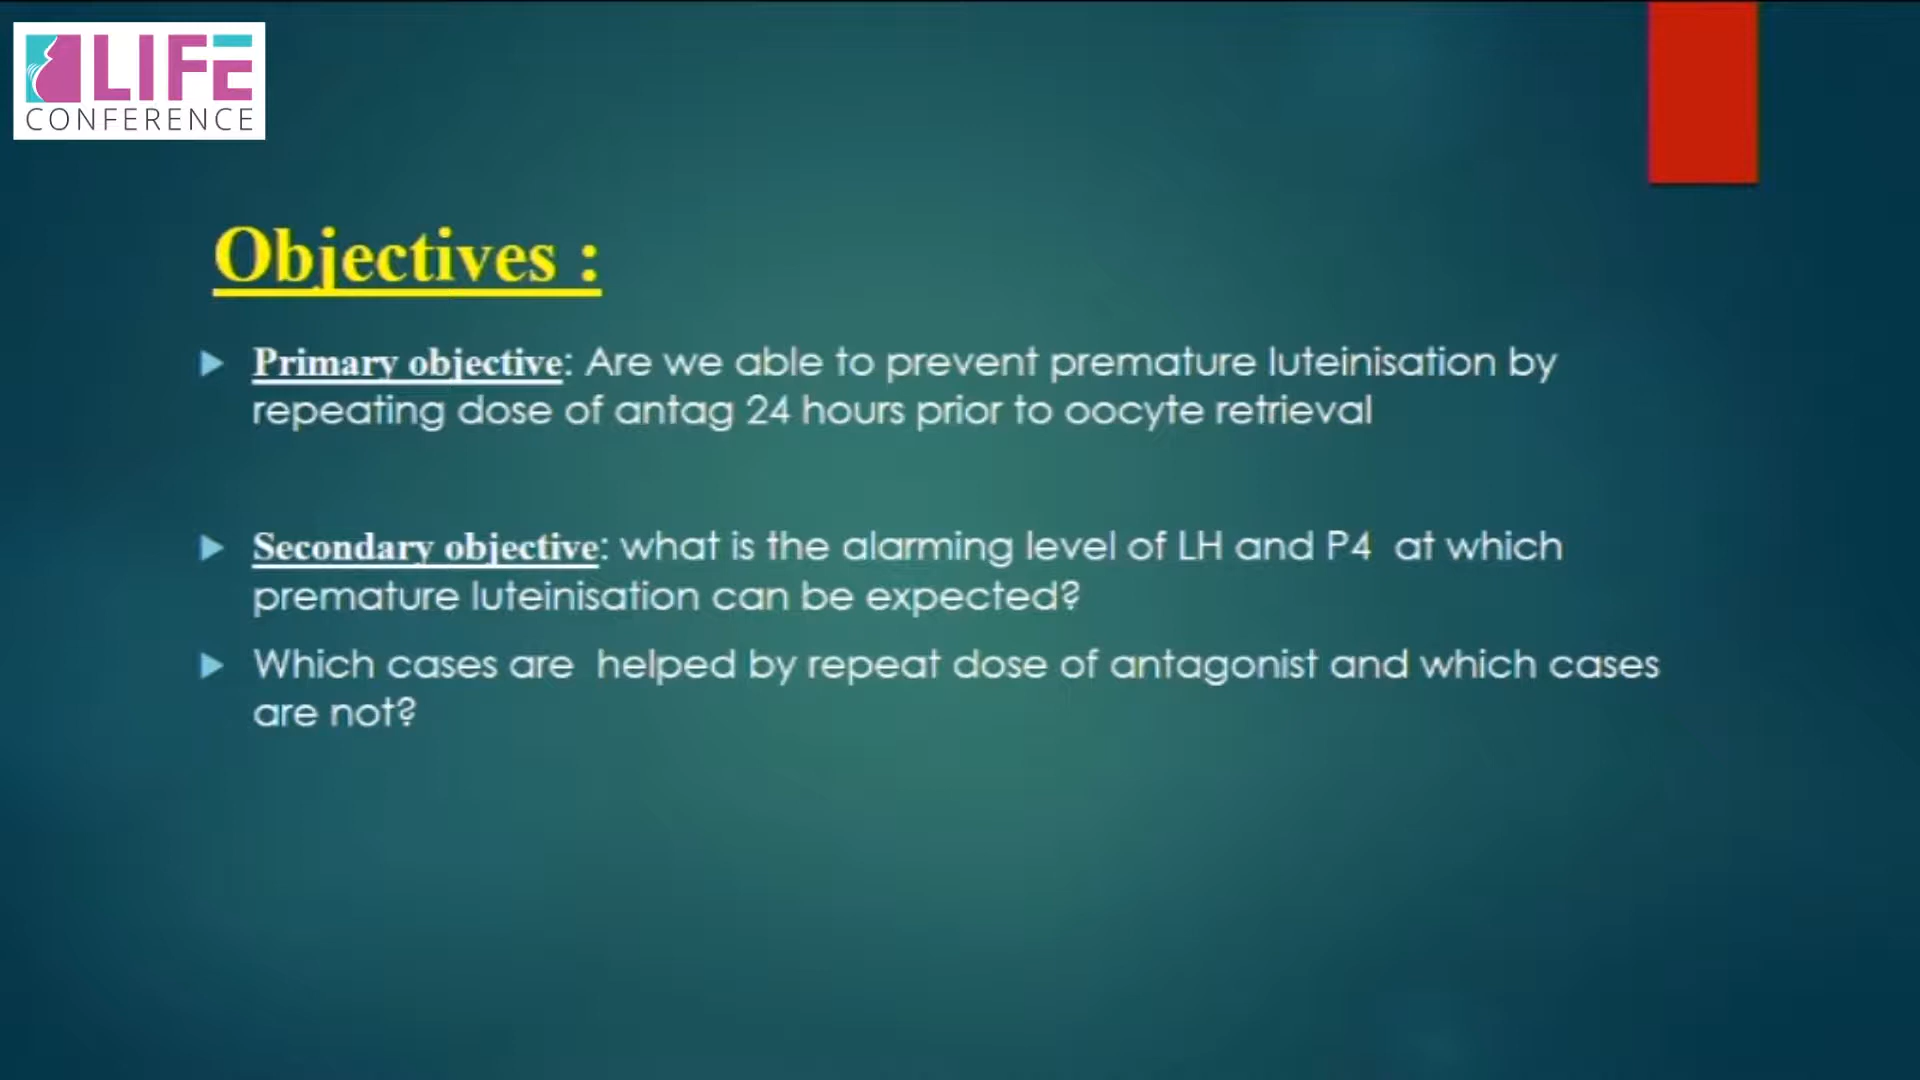 LIFE
CONFERENCE
Objectives :
Primary objective: Are we able to prevent premature luteinisation by
repeating dose of antag 24 hours prior to oocyte retrieval
Secondary objective: what is the alarming level of LH and P4 at which
premature luteinisation can be expected?
Which cases are helped by repeat dose of antagonist and which cases
are not?